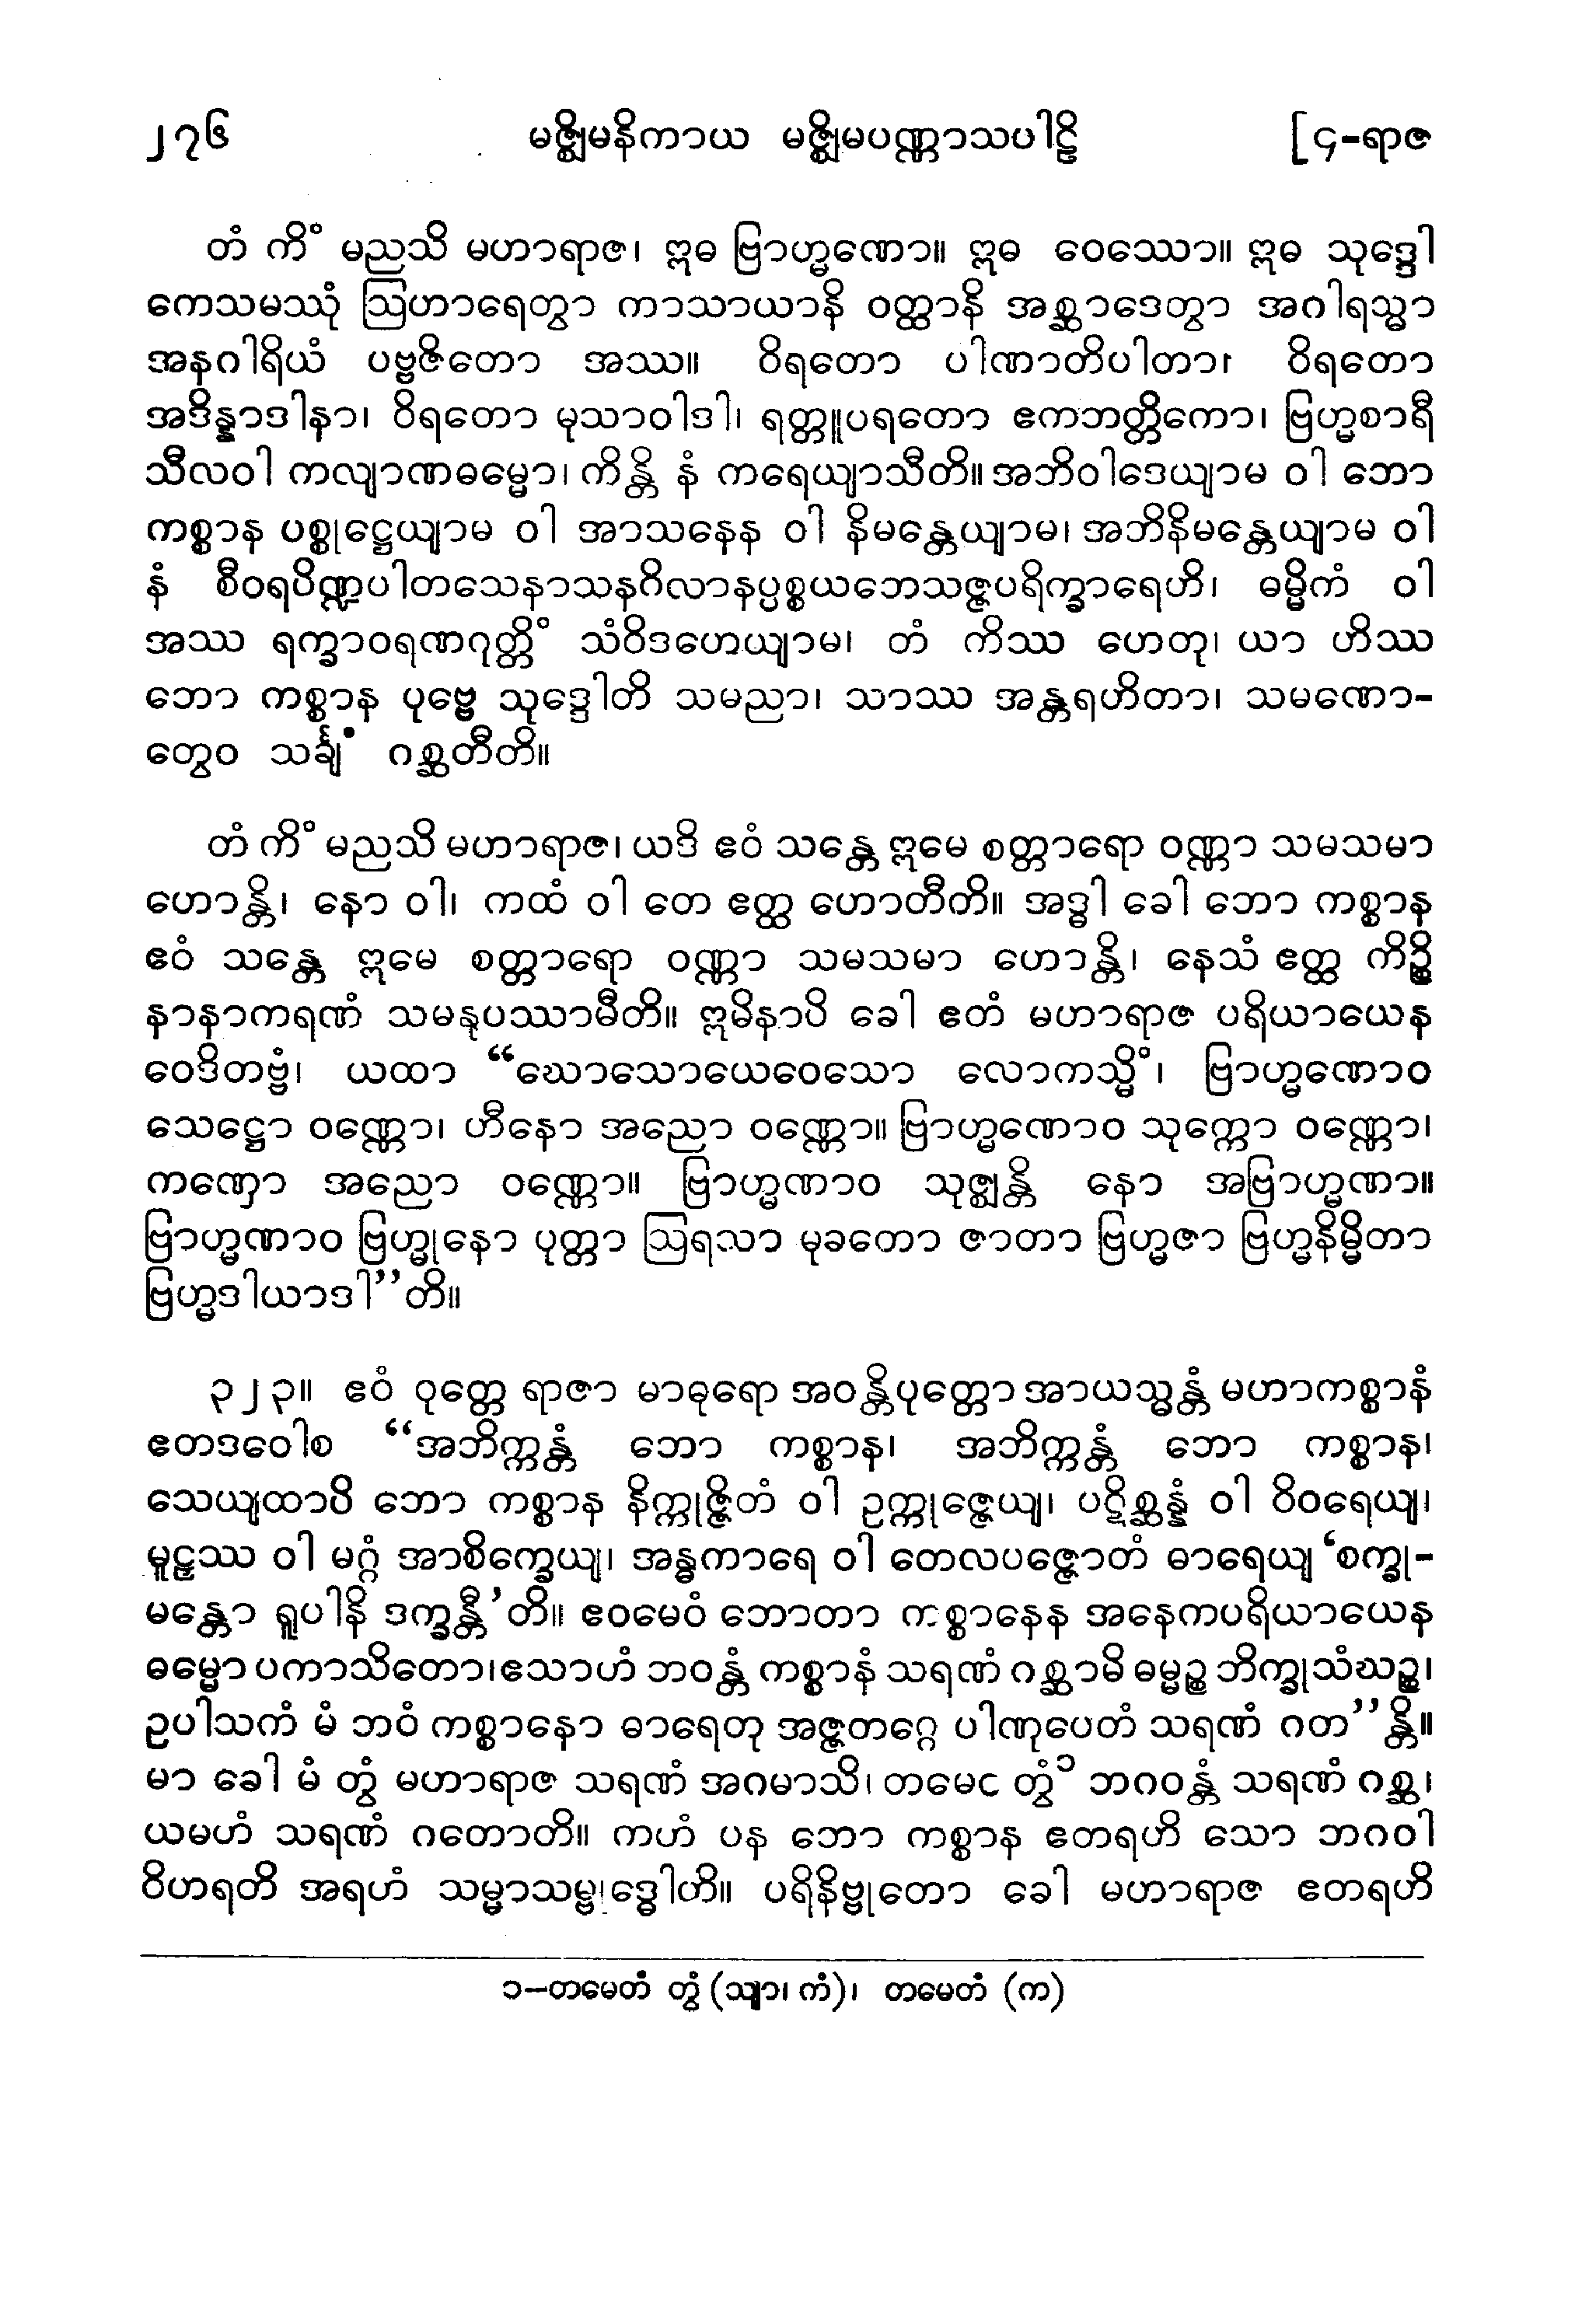 ၂၇၆ မဇ္ဈိမနိကာယ မဇ္ဈိမပဏ္ဏာသပါဠိ [၄-ရာဇ
တံ ကိံ မညသိ မဟာရာဇ၊ ဣဓ ဗြာဟ္မဏော။ ဣဓ ဝေဿော။ ဣဓ သုဒ္ဒေါ
ကေသမဿုံ ဩဟာရေတွာ ကာသာယာနိ ဝတ္ထာနိ အစ္ဆာဒေတွာ အဂါရသ္မာ
အနဂါရိယံ ပဗ္ဗဇိတော အဿ။ ဝိရတော ပါဏာတိပါတာ၊ ဝိရတော
အဒိန္နာဒါနာ၊ ဝိရတော မုသာဝါဒါ၊ ရတ္တူပရတော ဧကဘတ္တိကော၊ ဗြဟ္မစာရီ
သီလဝါ ကလျာဏဓမ္မော၊ ကိန္တိ နံ ကရေယျာသီတိ။ အဘိဝါဒေယျာမ ဝါ ဘော
ကစ္စာန ပစ္စုဋ္ဌေယျာမ ဝါ အာသနေန ဝါ နိမန္တေယျာမ၊ အဘိနိမန္တေယျာမ ဝါ
နံ စီဝရပိဏ္ဍပါတသေနာသနဂိလာနပ္ပစ္စယဘေသဇ္ဇပရိက္ခာရေဟိ၊ ဓမ္မိကံ ဝါ
အဿ ရက္ခာဝရဏဂုတ္တိံ သံဝိဒဟေယျာမ၊ တံ ကိဿ ဟေတု၊ ယာ ဟိဿ
ဘော ကစ္စာန ပုဗ္ဗေ သုဒ္ဒေါတိ သမညာ၊ သာဿ အန္တရဟိတာ၊ သမဏော-
တွေဝ သင်္ချံ ဂစ္ဆတီတိ။
တံ ကိံ မညသိ မဟာရာဇ၊ ယဒိ ဧဝံ သန္တေ ဣမေ စတ္တာရော ဝဏ္ဏာ သမသမာ
ဟောန္တိ၊ နော ဝါ၊ ကထံ ဝါ တေ ဧတ္ထ ဟောတီတိ။ အဒ္ဓါ ခေါ ဘော ကစ္စာန
ဧဝံ သန္တေ ဣမေ စတ္တာရော ဝဏ္ဏာ သမသမာ ဟောန္တိ၊ နေသံ ဧတ္ထ ကိဉ္စိ
နာနာကရဏံ သမနုပဿာမီတိ။ ဣမိနာပိ ခေါ ဧတံ မဟာရာဇ ပရိယာယေန
ဝေဒိတဗ္ဗံ၊ ယထာ “ဃောသောယေဝေသော လောကသ္မိံ၊ ဗြာဟ္မဏောဝ
သေဋ္ဌော ဝဏ္ဏော၊ ဟီနော အညော ဝဏ္ဏော။ ဗြာဟ္မဏောဝ သုက္ကော ဝဏ္ဏော၊
ကဏှော အညော ဝဏ္ဏော။ ဗြာဟ္မဏာဝ သုဇ္ဈန္တိ နော အဗြာဟ္မဏာ။
ဗြာဟ္မဏာဝ ဗြဟ္မုနော ပုတ္တာ ဩရသာ မုခတော ဇာတာ ဗြဟ္မဇာ ဗြဟ္မနိမ္မိတာ
ဗြဟ္မဒါယာဒါ”တိ။
၃၂၃။ ဧဝံ ဝုတ္တေ ရာဇာ မာဓုရော အဝန္တိပုတ္တော အာယသ္မန္တံ မဟာကစ္စာနံ
ဧတဒဝေါစ “အဘိက္ကန္တံ ဘော ကစ္စာန၊ အဘိက္ကန္တံ ဘော ကစ္စာန၊
သေယျထာပိ ဘော ကစ္စာန နိက္ကုဇ္ဇိတံ ဝါ ဥက္ကုဇ္ဇေယျ၊ ပဋိစ္ဆန္နံ ဝါ ဝိဝရေယျ၊
မူဠှဿ ဝါ မဂ္ဂံ အာစိက္ခေယျ၊ အန္ဓကာရေ ဝါ တေလပဇ္ဇောတံ ဓာရေယျ ‘စက္ခု-
မန္တော ရူပါနိ ဒက္ခန္တီ’တိ။ ဧဝမေဝံ ဘောတာ ကစ္စာနေန အနေကပရိယာယေန
ဓမ္မော ပကာသိတော၊ ဧသာဟံ ဘဝန္တံ ကစ္စာနံ သရဏံ ဂစ္ဆာမိ ဓမ္မဉ္စ ဘိက္ခုသံဃဉ္စ၊
ဥပါသကံ မံ ဘဝံ ကစ္စာနော ဓာရေတု အဇ္ဇတဂ္ဂေ ပါဏုပေတံ သရဏံ ဂတ”န္တိ။
မာ ခေါ မံ တွံ မဟာရာဇ သရဏံ အဂမာသိ၊ တမေဝ တွံ ၁ ဘဂဝန္တံ သရဏံ ဂစ္ဆ၊
ယမဟံ သရဏံ ဂတောတိ။ ကဟံ ပန ဘော ကစ္စာန ဧတရဟိ သော ဘဂဝါ
ဝိဟရတိ အရဟံ သမ္မာသမ္ဗုဒ္ဓေါတိ။ ပရိနိဗ္ဗုတော ခေါ မဟာရာဇ ဧတရဟိ
၁-တမေတံ တွံ (သျာ၊ ကံ)၊ တမေတံ (က)